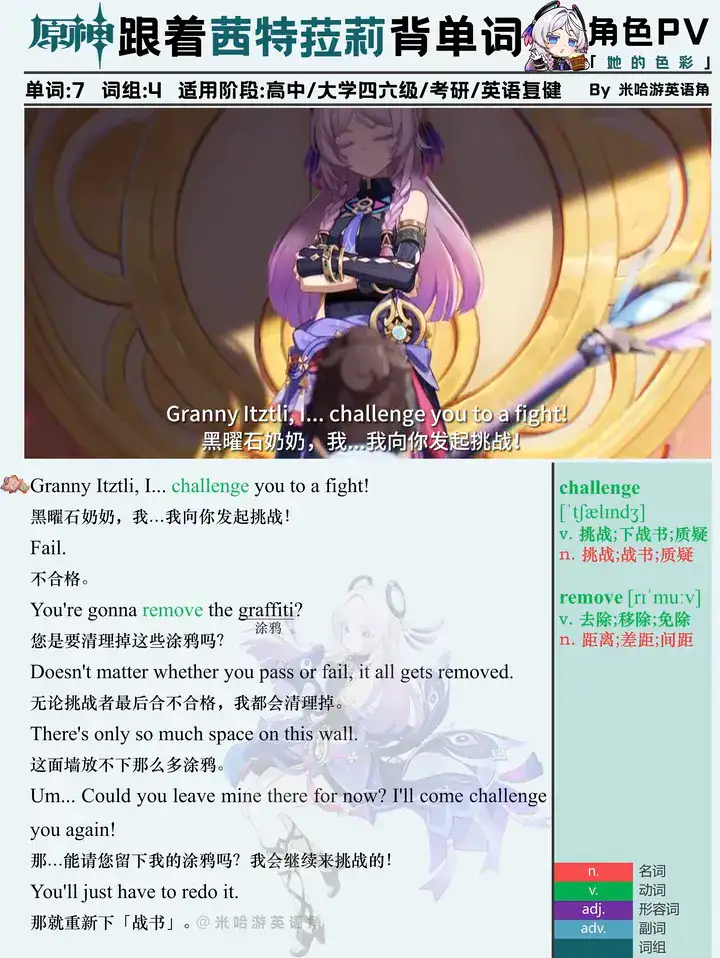 原神 跟着茜特菈莉背单词 角色PV
「她的色彩」
单词:7 词组:4 适用阶段:高中/大学四六级/考研/英语复健 By 米哈游英语角
Granny Itztli, I... challenge you to a fight!
黑曜石奶奶，我...我向你发起挑战!
Granny Itztli, I... challenge you to a fight!
黑曜石奶奶，我…我向你发起挑战！
Fail.
不合格。
You're gonna remove the graffiti?
涂鸦
您是要清理掉这些涂鸦吗？
Doesn't matter whether you pass or fail, it all gets removed.
无论挑战者最后合不合格，我都会清理掉。
There's only so much space on this wall.
这面墙放不下那么多涂鸦。
Um... Could you leave mine there for now? I'll come challenge
you again!
那…能请您留下我的涂鸦吗？我会继续来挑战的！
You'll just have to redo it.
那就重新下「战书」。
@米哈游英语角
challenge
[ˈtʃælɪndʒ]
v. 挑战;下战书;质疑
n. 挑战;战书;质疑
remove [rɪˈmuːv]
v. 去除;移除;免除
n. 距离;差距;间距
n. 名词
v. 动词
adj. 形容词
adv. 副词
词组